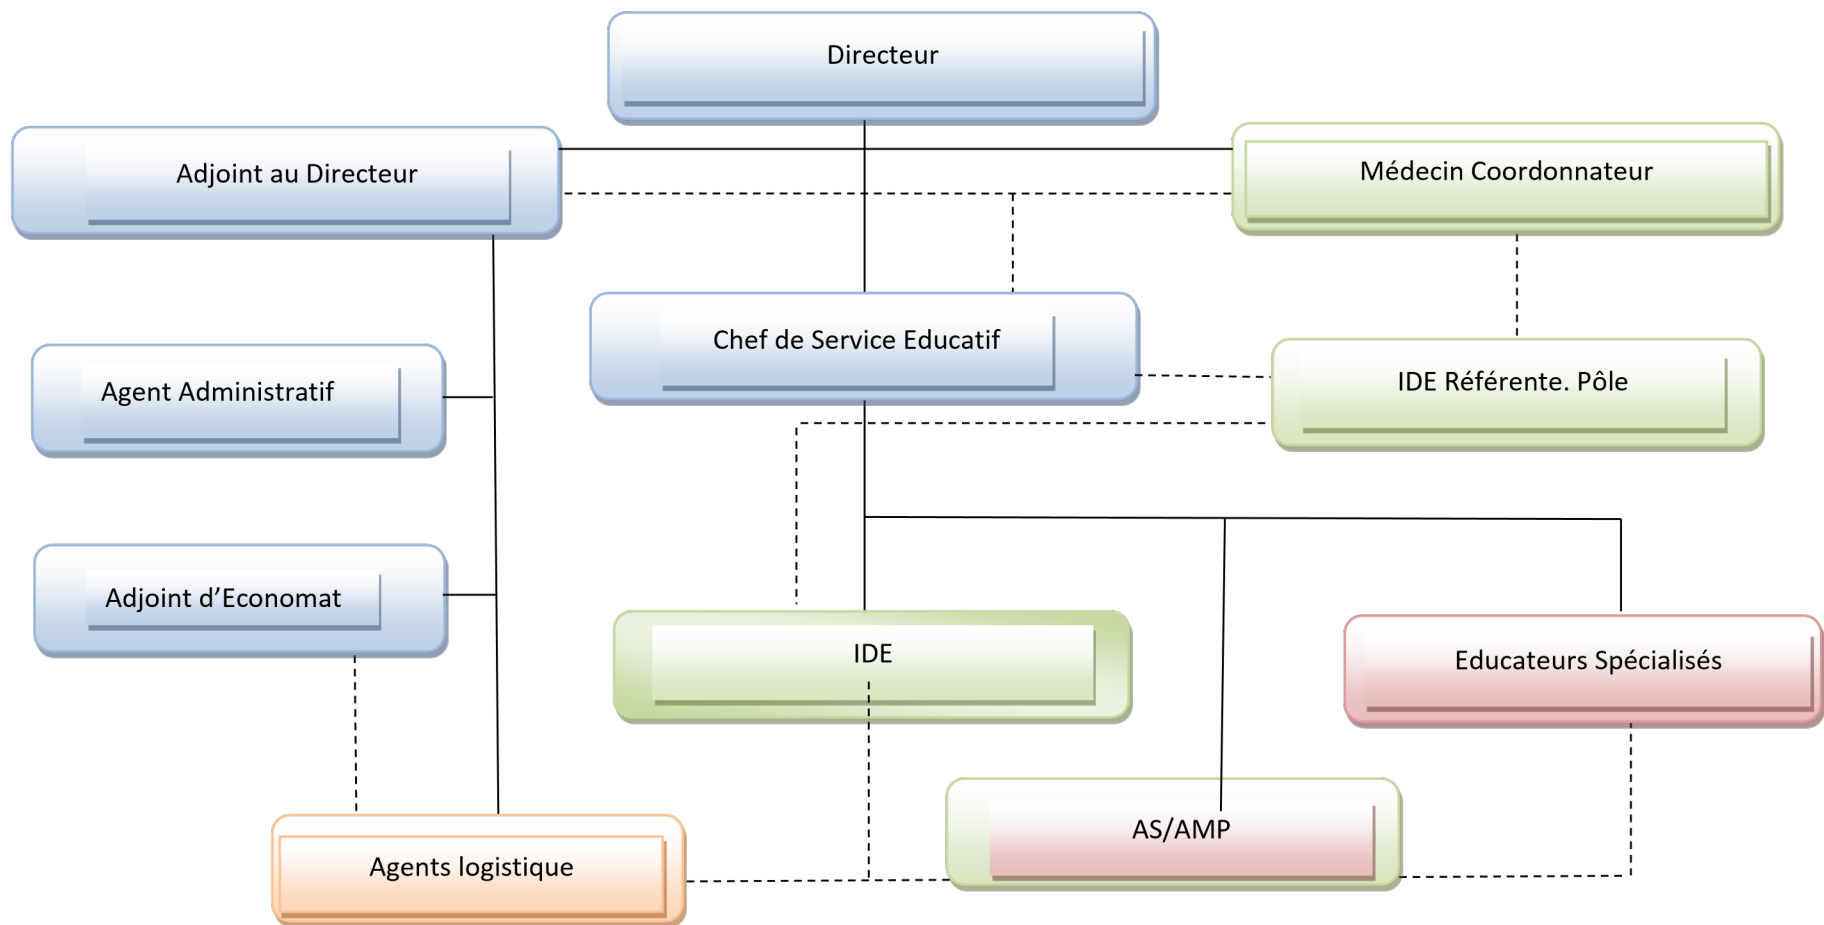 Directeur
Adjoint au Directeur
Médecin Coordonnateur
Chef de Service Educatif
IDE Référente. Pôle
Agent Administratif
Adjoint d’Economat
IDE
Educateurs Spécialisés
AS/AMP
Agents logistique